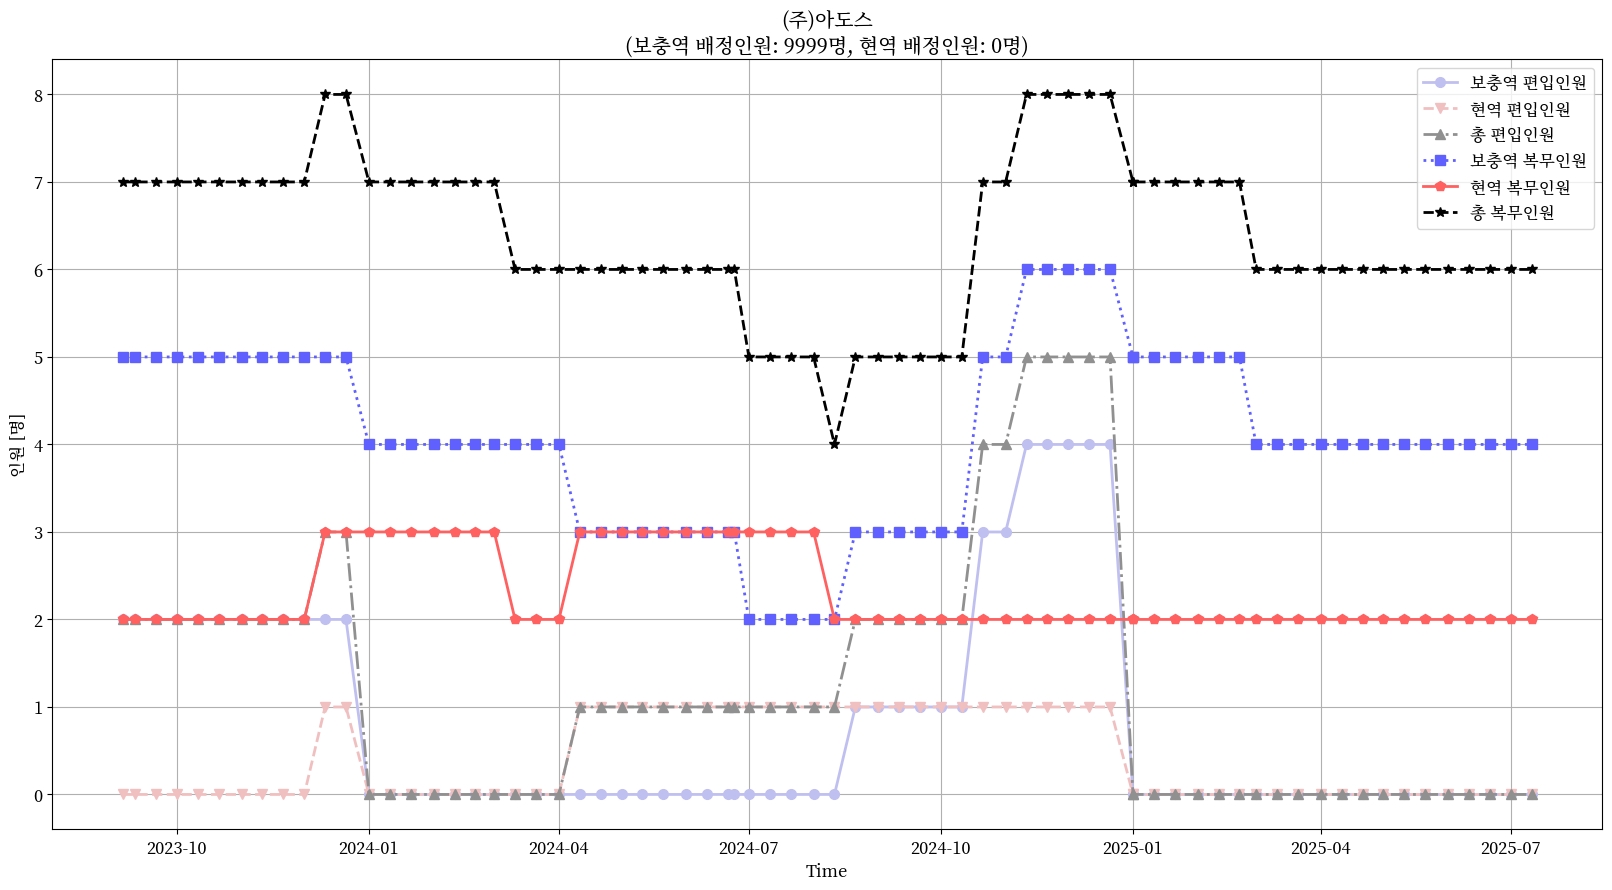 (주)아도스
(보충역 배정인원: 9999명, 현역 배정인원: 0명)
보충역 편입인원
현역 편입인원
총 편입인원
보충역 복무인원
현역 복무인원
총 복무인원
인원 [명]
8
7
6
5
4
3
2
1
0
2023-10
2024-01
2024-04
2024-07
2024-10
2025-01
2025-04
2025-07
Time